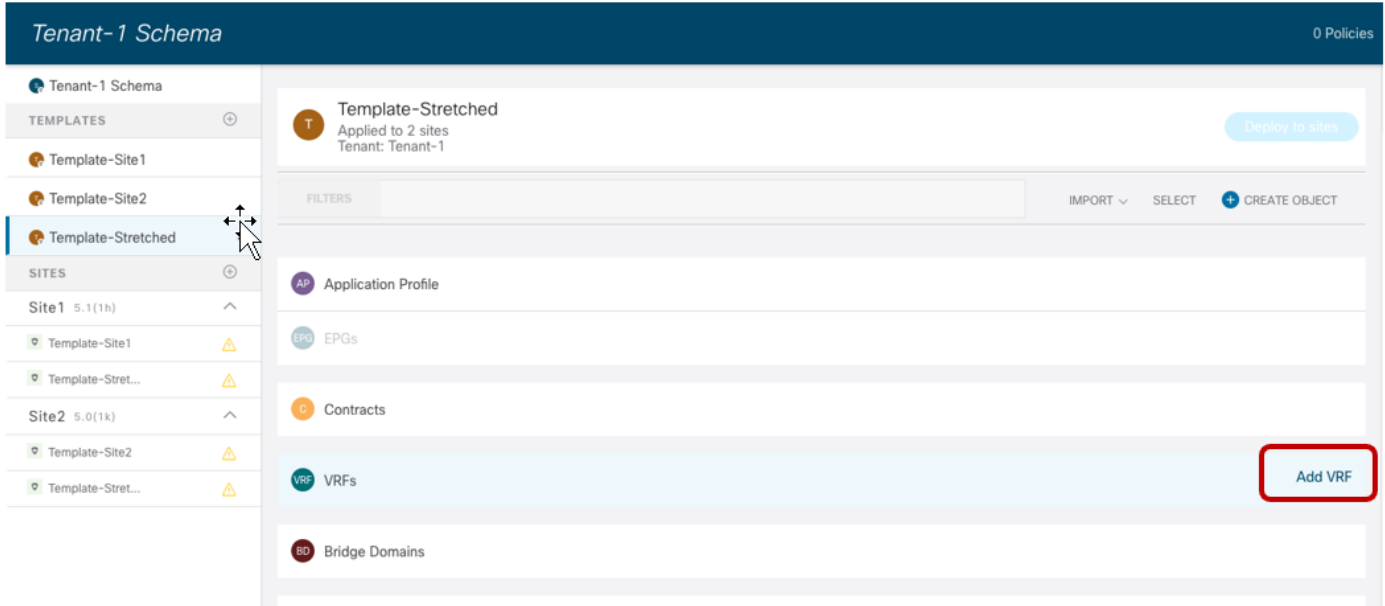 Tenant-1 Schema
0 Policies
Tenant-1 Schema
TEMPLATES
Template-Site1
Template-Site2
Template-Stretched
SITES
Site1 5.1(1h)
Template-Site1
Template-Stret...
Site2 5.0(1k)
Template-Site2
Template-Stret...
T
Template-Stretched
Applied to 2 sites
Tenant: Tenant-1
Deploy to sites
FILTERS
IMPORT
SELECT
CREATE OBJECT
AP Application Profile
EPG EPGs
C Contracts
VRF VRFs
Add VRF
BD Bridge Domains